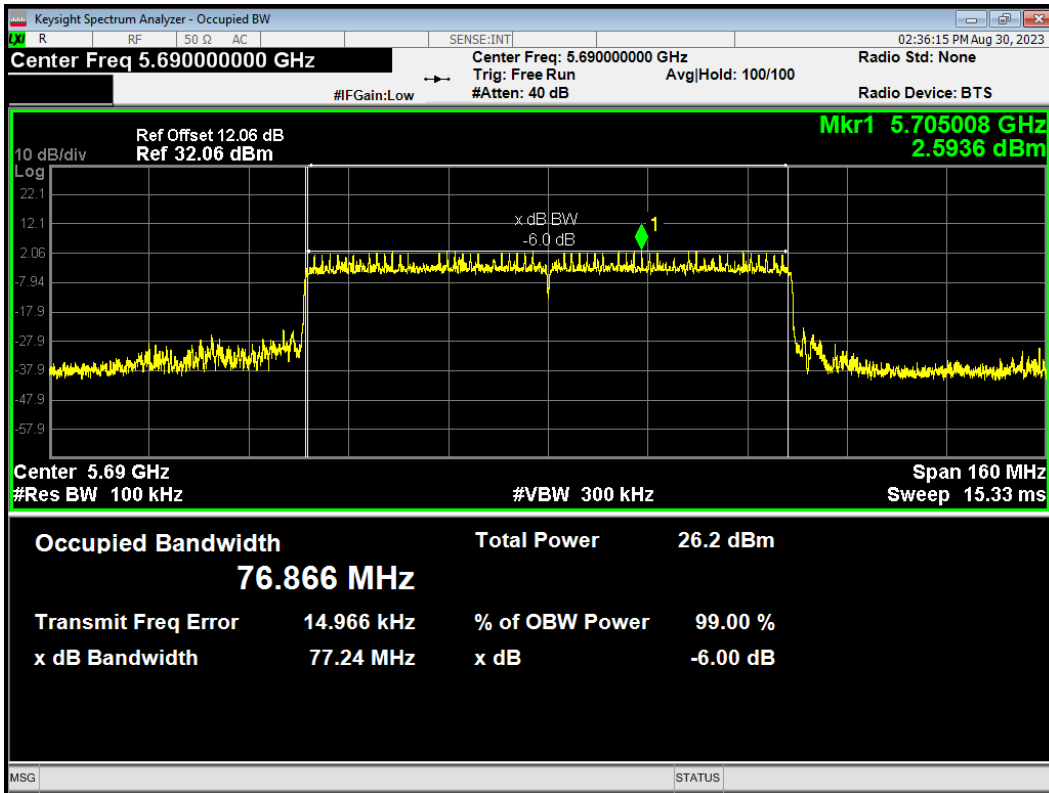 Keysight Spectrum Analyzer - Occupied BW
LXI R RF 50 Ω AC SENSE:INT 02:36:15 PM Aug 30, 2023
Center Freq 5.690000000 GHz Center Freq: 5.690000000 GHz Radio Std: None
Trig: Free Run Avg|Hold: 100/100
#IFGain:Low #Atten: 40 dB Radio Device: BTS
Mkr1 5.705008 GHz
Ref Offset 12.06 dB
10 dB/div Ref 32.06 dBm 2.5936 dBm
Log
22.1
12.1
x dB BW
1
-6.0 dB
2.06
-7.94
-17.9
-27.9
-37.9
-47.9
-57.9
Center 5.69 GHz Span 160 MHz
#Res BW 100 kHz #VBW 300 kHz Sweep 15.33 ms
Occupied Bandwidth Total Power 26.2 dBm
76.866 MHz
Transmit Freq Error 14.966 kHz % of OBW Power 99.00 %
x dB Bandwidth 77.24 MHz x dB -6.00 dB
MSG STATUS